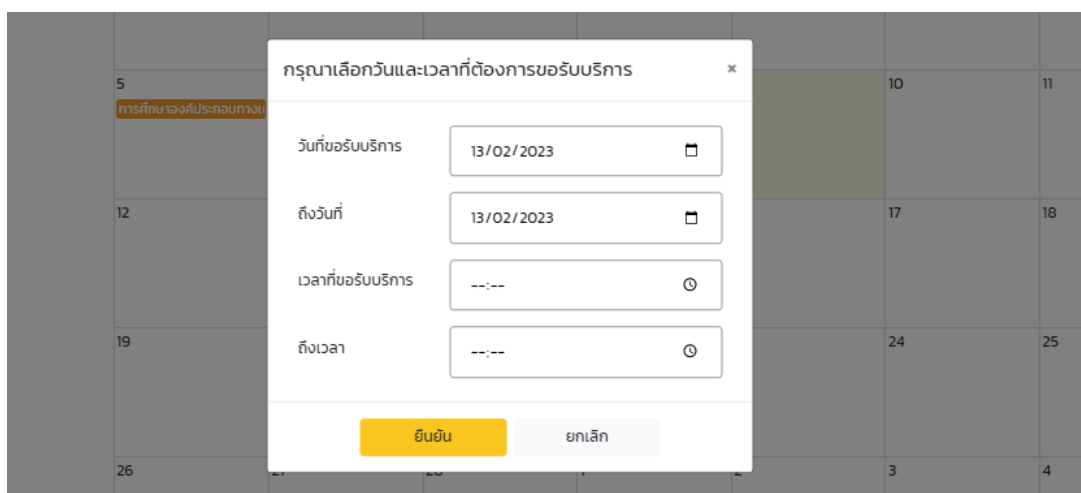 กรุณาเลือกวันและเวลาที่ต้องการขอรับบริการ ×
5 10 11
การศึกษาองค์ประกอบทาง
วันที่ขอรับบริการ 13/02/2023
12 ถึงวันที่ 13/02/2023 17 18
เวลาที่ขอรับบริการ --:--
19 ถึงเวลา --:-- 24 25
ยืนยัน ยกเลิก
26 27 28 1 2 3 4